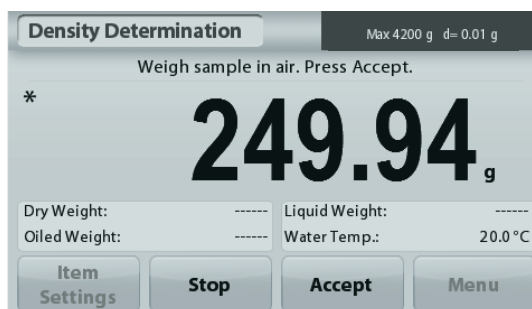 Density Determination
Max 4200 g d= 0.01 g
Weigh sample in air. Press Accept.
*
249.94 g
Dry Weight: ------ Liquid Weight: ------
Oiled Weight: ------ Water Temp.: 20.0 °C
Item Settings Stop Accept Menu